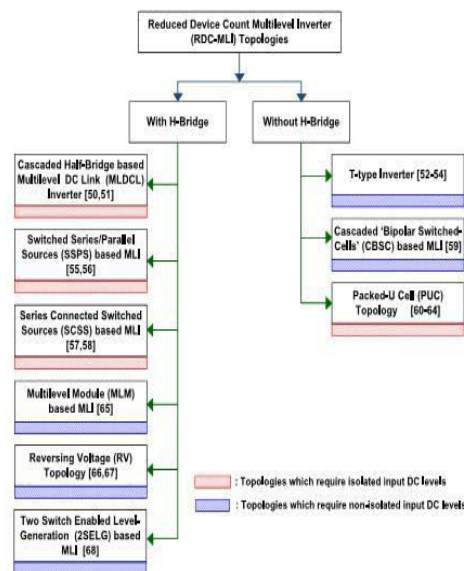 Reduced Device Count Multilevel Inverter
(RDC-MLI) Topologies
With H-Bridge
Without H-Bridge
Cascaded Half-Bridge based
Multilevel DC Link (MLDCL)
Inverter [50,51]
Switched Series/Parallel
Sources (SSPS) based MLI
[55,56]
Series Connected Switched
Sources (SCSS) based MLI
[57,58]
Multilevel Module (MLM)
based MLI [65]
Reversing Voltage (RV)
Topology [66,67]
Two Switch Enabled Level-
Generation (2SELG) based
MLI [68]
T-type Inverter [52-54]
Cascaded 'Bipolar Switched-
Cells' (CBSC) based MLI [59]
Packed-U Cell (PUC)
Topology [60-64]
: Topologies which require isolated input DC levels
: Topologies which require non-isolated input DC levels